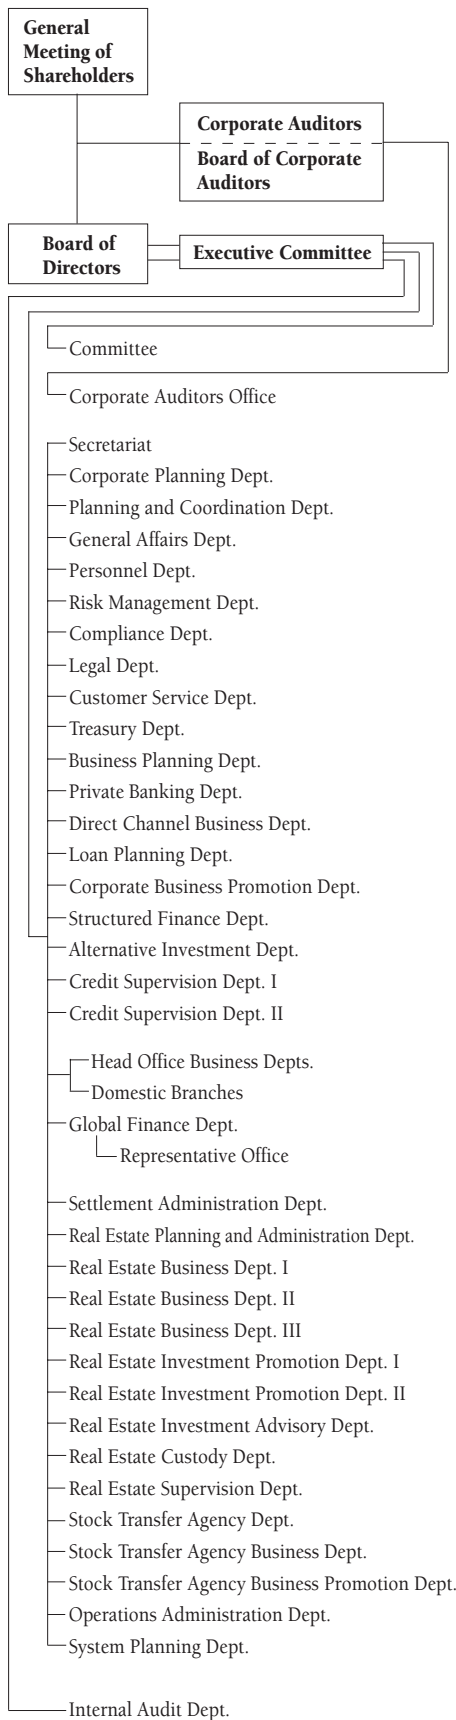 General
Meeting of
Shareholders
Corporate Auditors
Board of Corporate
Auditors
Board of
Directors
Executive Committee
Committee
Corporate Auditors Office
Secretariat
Corporate Planning Dept.
Planning and Coordination Dept.
General Affairs Dept.
Personnel Dept.
Risk Management Dept.
Compliance Dept.
Legal Dept.
Customer Service Dept.
Treasury Dept.
Business Planning Dept.
Private Banking Dept.
Direct Channel Business Dept.
Loan Planning Dept.
Corporate Business Promotion Dept.
Structured Finance Dept.
Alternative Investment Dept.
Credit Supervision Dept. I
Credit Supervision Dept. II
Head Office Business Depts.
Domestic Branches
Global Finance Dept.
Representative Office
Settlement Administration Dept.
Real Estate Planning and Administration Dept.
Real Estate Business Dept. I
Real Estate Business Dept. II
Real Estate Business Dept. III
Real Estate Investment Promotion Dept. I
Real Estate Investment Promotion Dept. II
Real Estate Investment Advisory Dept.
Real Estate Custody Dept.
Real Estate Supervision Dept.
Stock Transfer Agency Dept.
Stock Transfer Agency Business Dept.
Stock Transfer Agency Business Promotion Dept.
Operations Administration Dept.
System Planning Dept.
Internal Audit Dept.